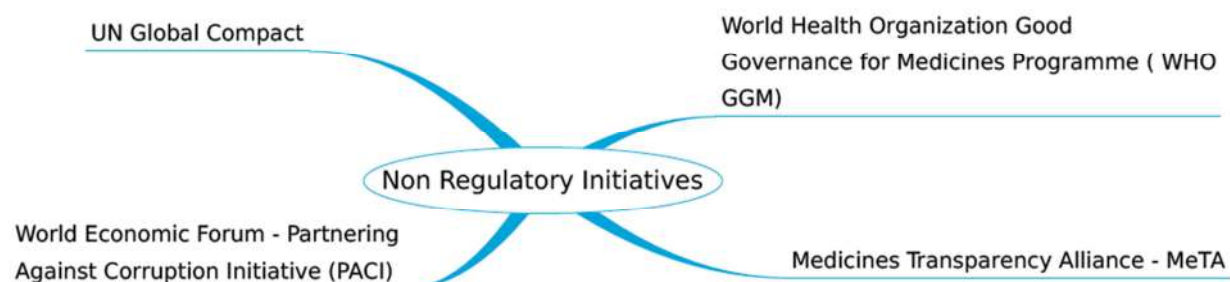 UN Global Compact
World Health Organization Good
Governance for Medicines Programme ( WHO
GGM)
Non Regulatory Initiatives
World Economic Forum - Partnering
Against Corruption Initiative (PACI)
Medicines Transparency Alliance - MeTA